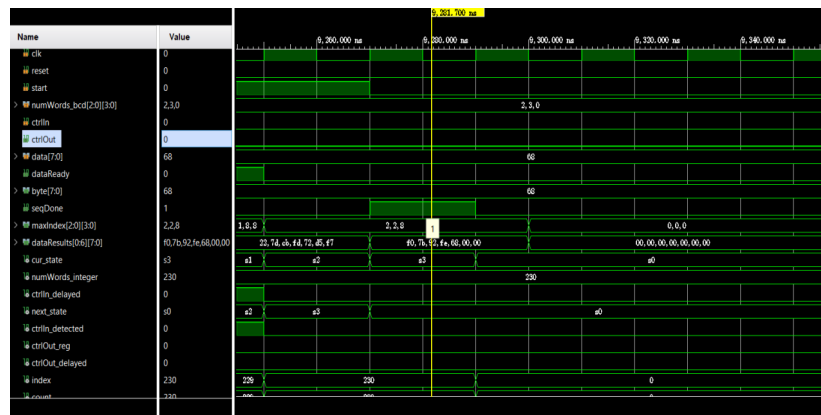 9,281.700 ns
Name Value
9,260.000 ns 9,280.000 ns 9,300.000 ns 9,320.000 ns 9,340.000 ns
clk 0
reset 0
start 0
numWords_bcd[2:0][3:0] 2,3,0 2,3,0
ctrlIn 0
ctrlOut 0
data[7:0] 68 68
dataReady 0
byte[7:0] 68 68
seqDone 1
maxIndex[2:0][3:0] 2,2,8 1,8,8 2,2,8 1 0,0,0
dataResults[0:6][7:0] f0,7b,92,fe,68,00,00 22,7d,cb,fd,72,d5,f7 f0,7b,92,fe,68,00,00 00,00,00,00,00,00,00
cur_state s3 s1 s2 s3 s0
numWords_integer 230 230
ctrlIn_delayed 0
next_state s0 s2 s3 s0
ctrlIn_detected 0
ctrlOut_reg 0
ctrlOut_delayed 0
index 230 229 230 0
count 230